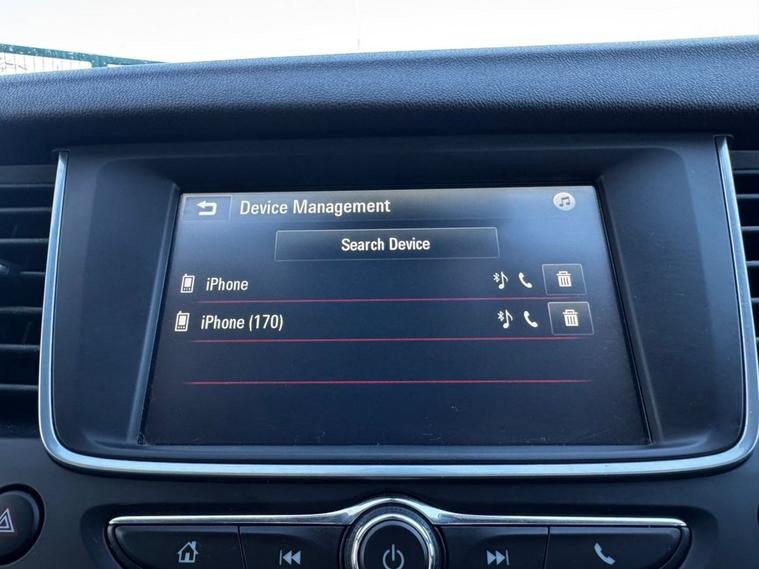 Device Management
Search Device
iPhone
iPhone (170)